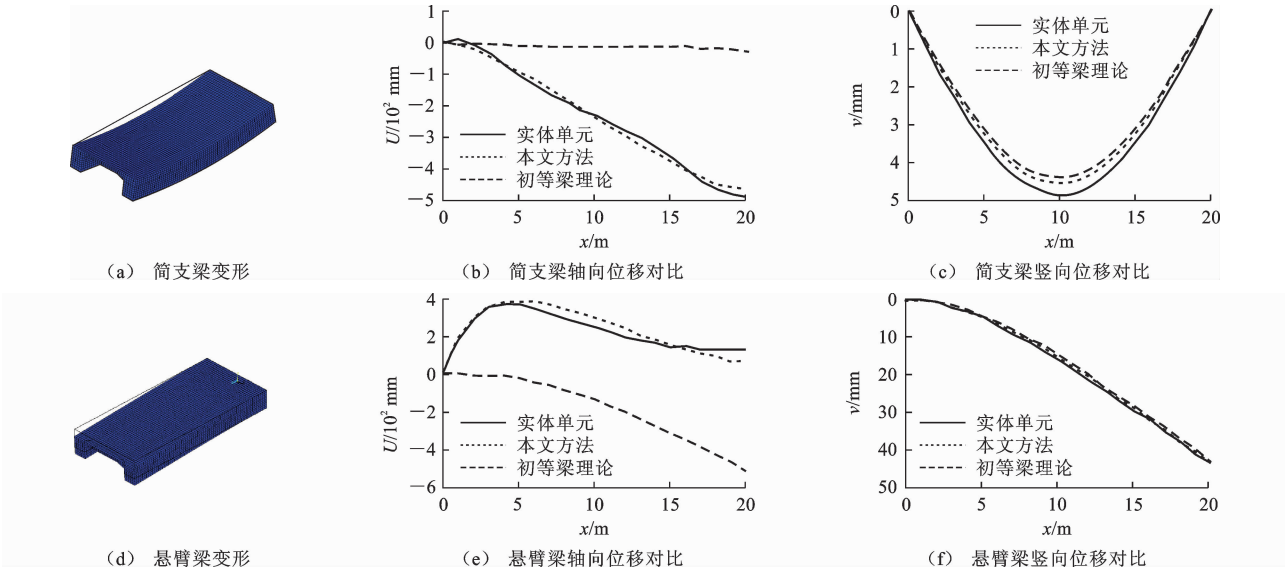 1
0
−1
−2
−3
−4
−5
U/10² mm
实体单元
本文方法
初等梁理论
0 5 10 15 20
x/m
0
1
2
3
4
5
v/mm
实体单元
本文方法
初等梁理论
0 5 10 15 20
x/m
(a) 简支梁变形
(b) 简支梁轴向位移对比
(c) 简支梁竖向位移对比
4
2
0
−2
−4
−6
U/10² mm
实体单元
本文方法
初等梁理论
0 5 10 15 20
x/m
0
10
20
30
40
50
v/mm
实体单元
本文方法
初等梁理论
0 5 10 15 20
x/m
(d) 悬臂梁变形
(e) 悬臂梁轴向位移对比
(f) 悬臂梁竖向位移对比